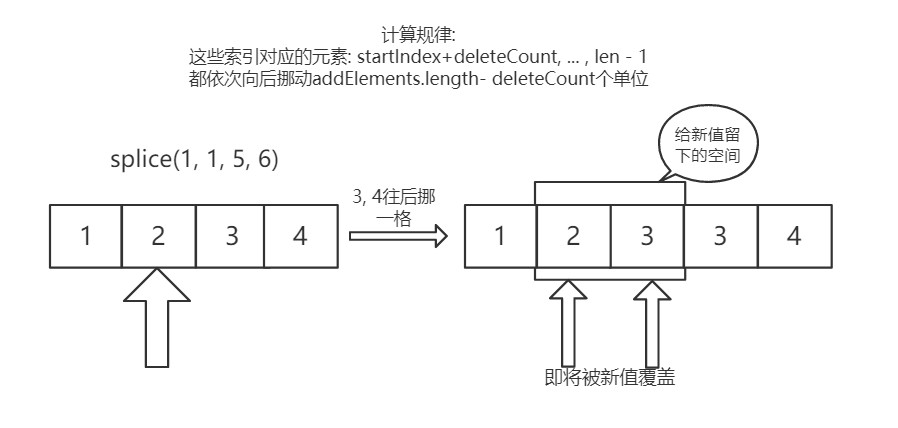 计算规律:
这些索引对应的元素: startIndex+deleteCount, ... , len - 1
都依次向后挪动addElements.length- deleteCount个单位
给新值留
下的空间
splice(1, 1, 5, 6)
3, 4往后挪
一格
1 2 3 4
1 2 3 3 4
即将被新值覆盖